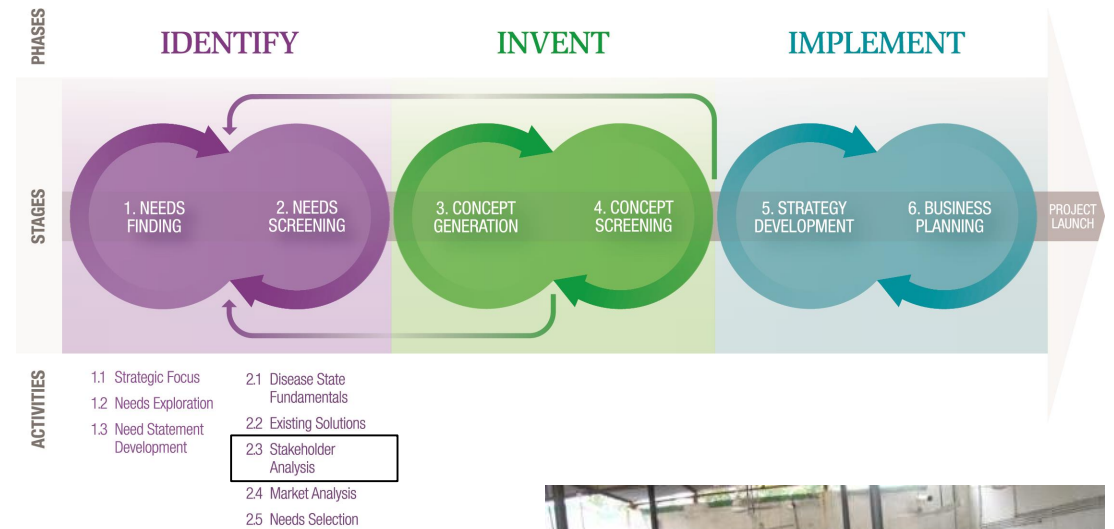 PHASES
IDENTIFY
INVENT
IMPLEMENT
STAGES
1. NEEDS
FINDING
2. NEEDS
SCREENING
3. CONCEPT
GENERATION
4. CONCEPT
SCREENING
5. STRATEGY
DEVELOPMENT
6. BUSINESS
PLANNING
PROJECT
LAUNCH
ACTIVITIES
1.1 Strategic Focus
1.2 Needs Exploration
1.3 Need Statement
Development
2.1 Disease State
Fundamentals
2.2 Existing Solutions
2.3 Stakeholder
Analysis
2.4 Market Analysis
2.5 Needs Selection